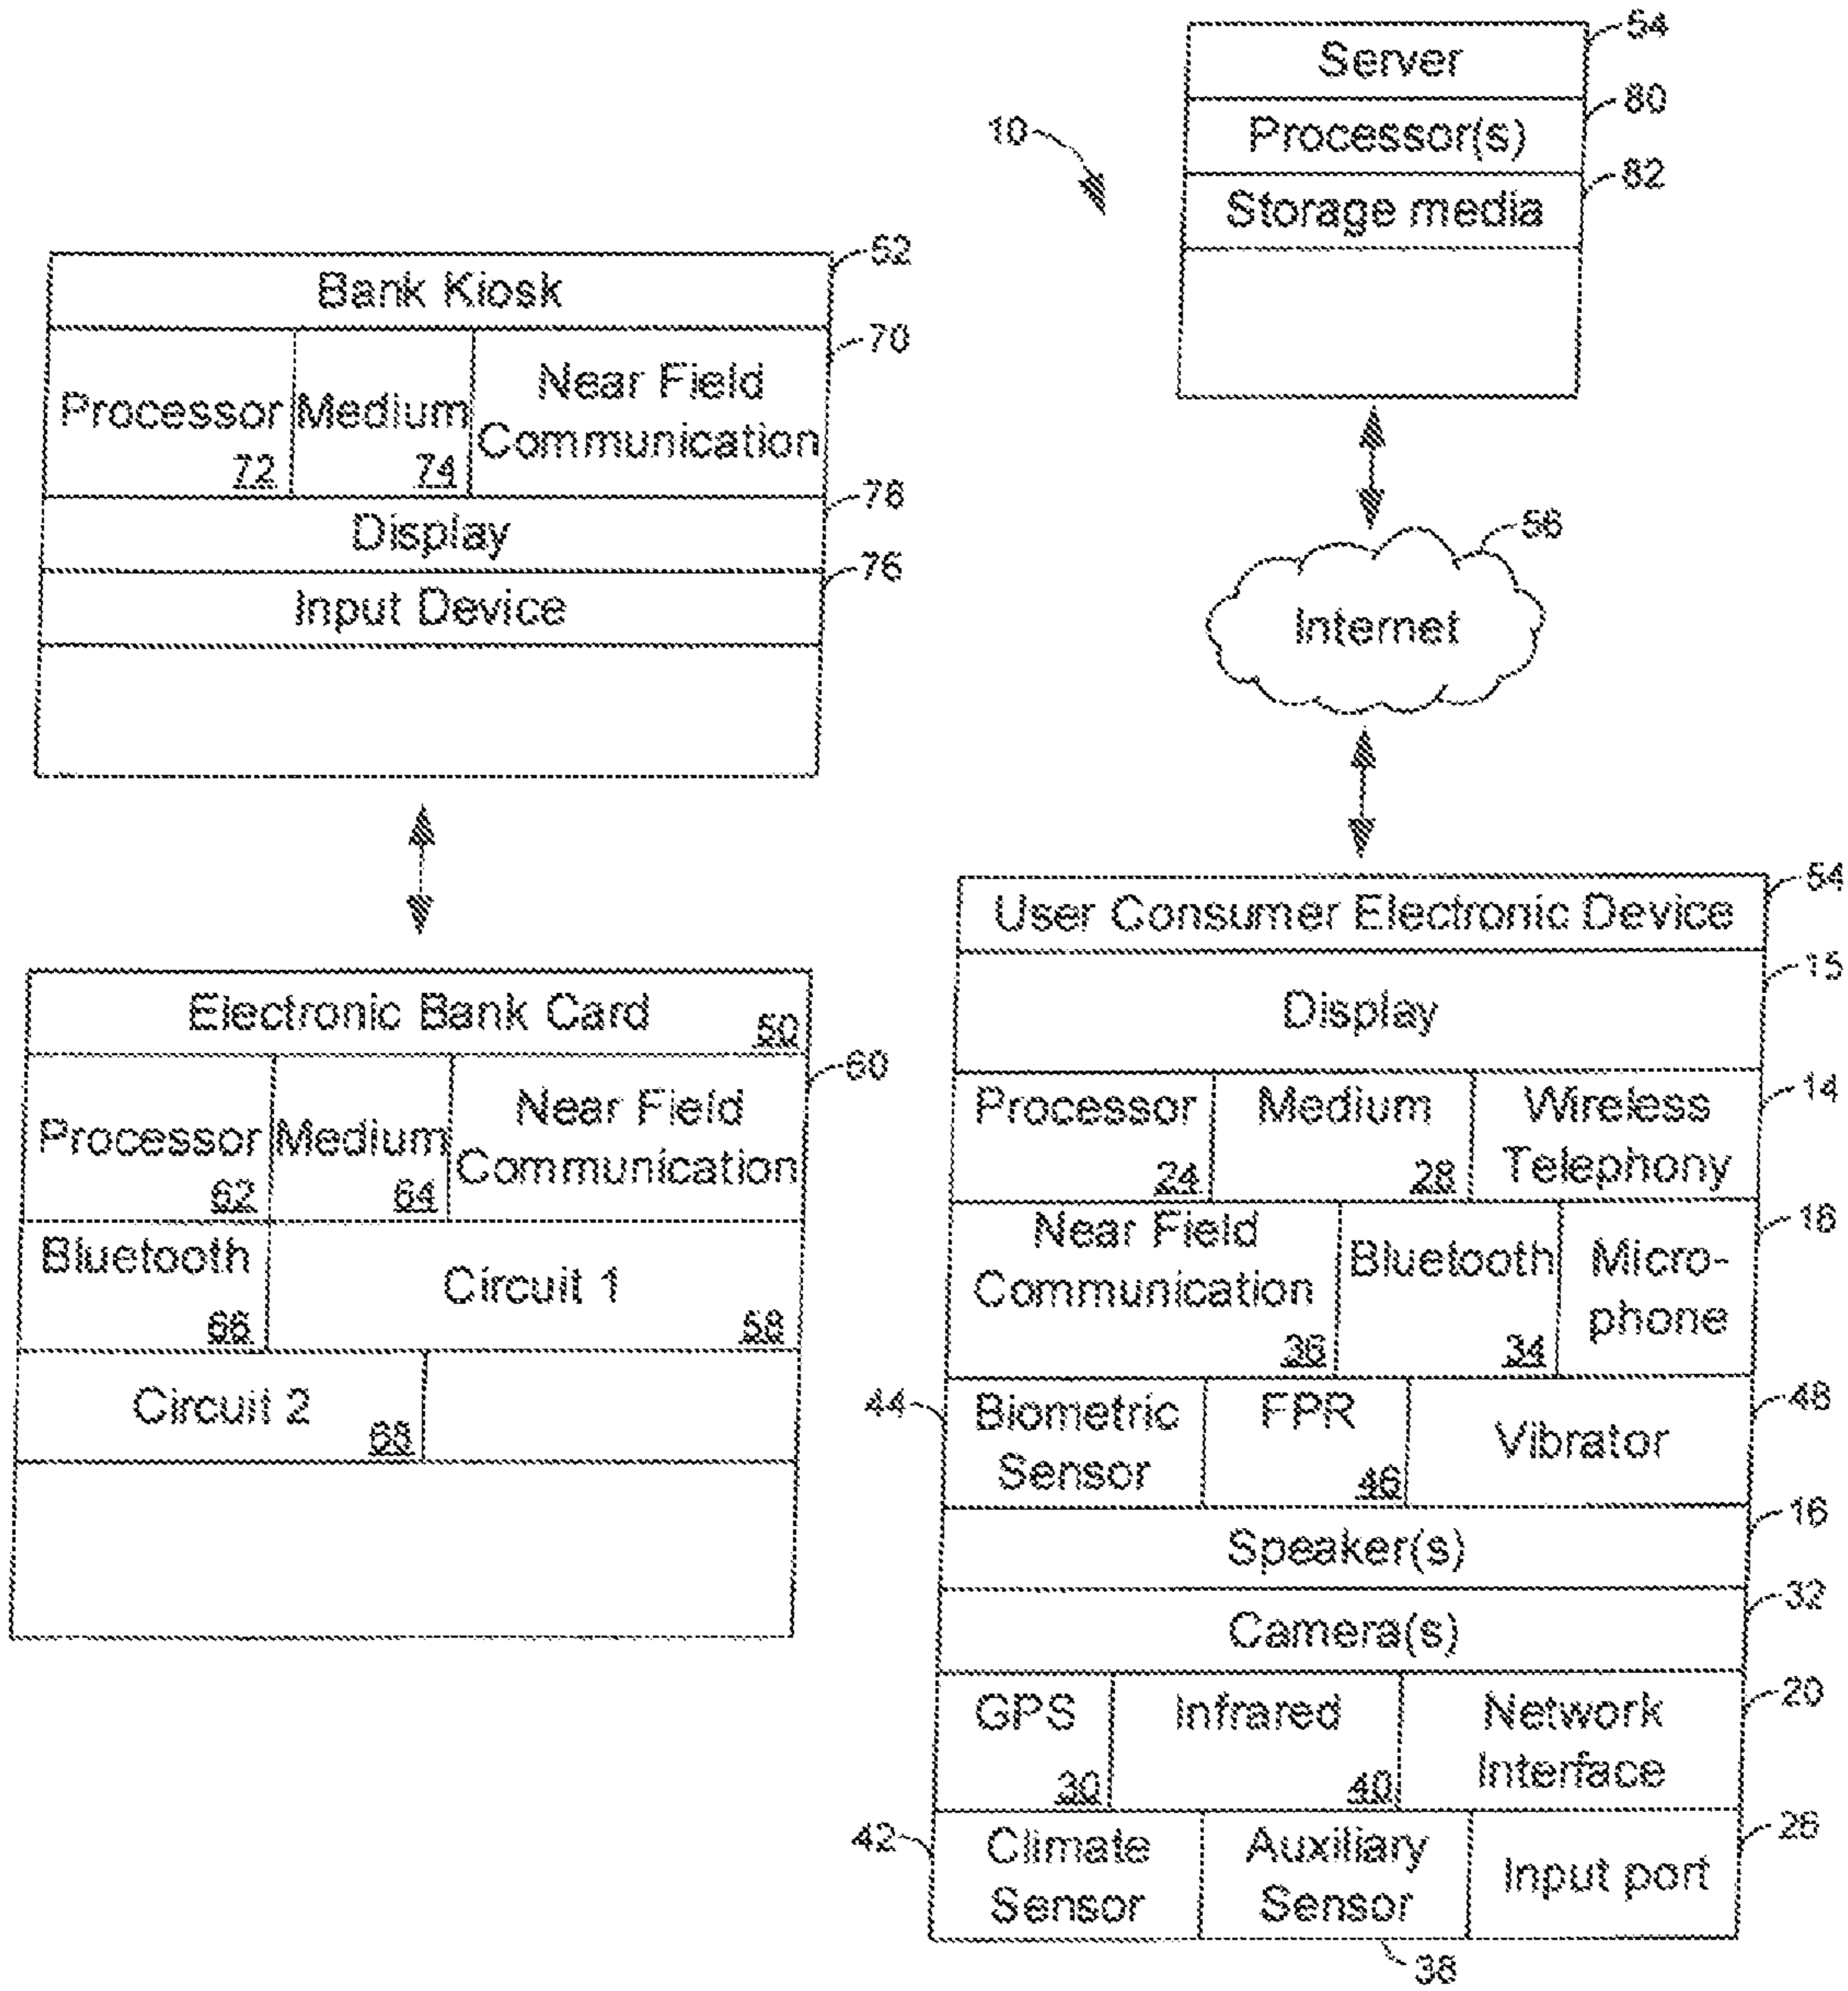 10
Server
54
Processor(s)
80
Storage media
82
Bank Kiosk
52
Processor
72
Medium
74
Near Field
Communication
70
Display
76
Input Device
76
Internet
56
Electronic Bank Card
50
Processor
62
Medium
64
Near Field
Communication
60
Bluetooth
66
Circuit 1
58
Circuit 2
68
User Consumer Electronic Device
54
Display
15
Processor
24
Medium
28
Wireless
Telephony
14
Near Field
Communication
36
Bluetooth
34
Micro-
phone
18
44
Biometric
Sensor
FPR
46
Vibrator
48
Speaker(s)
16
Camera(s)
32
GPS
30
Infrared
40
Network
Interface
20
42
Climate
Sensor
Auxiliary
Sensor
38
Input port
26